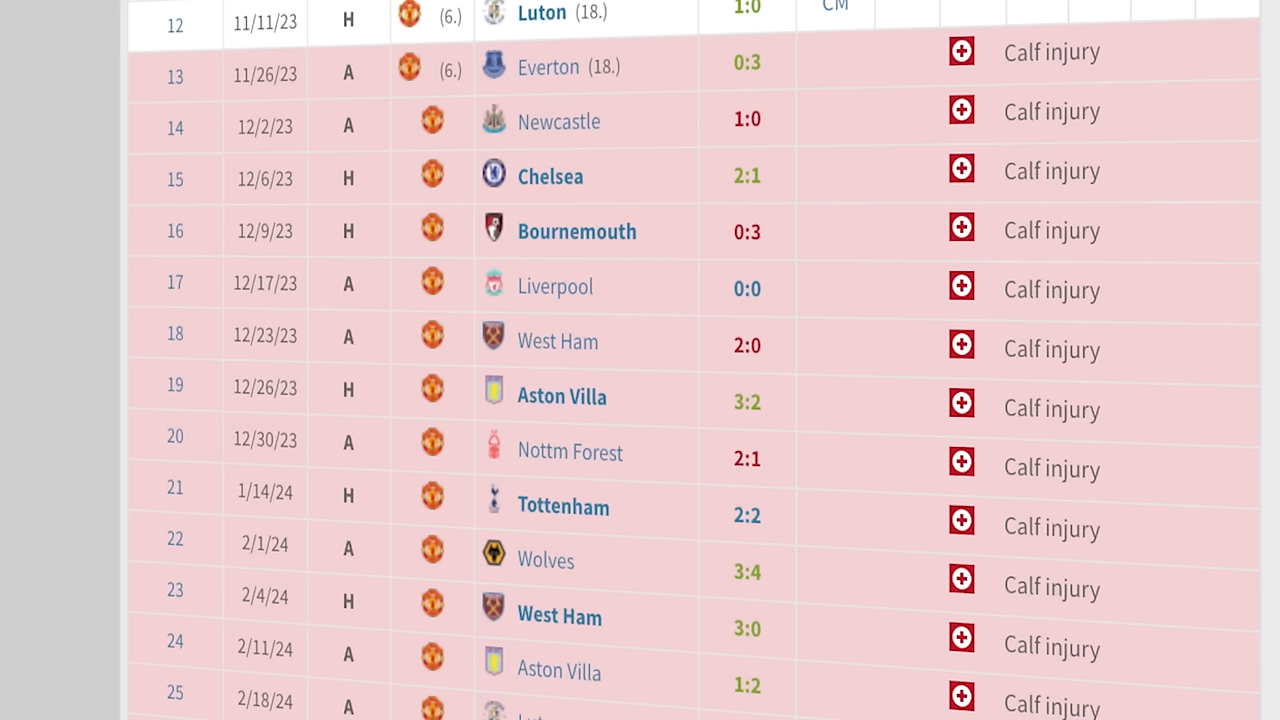 12 11/11/23 H (6.) Luton (18.) 1:0 CM
13 11/26/23 A (6.) Everton (18.) 0:3 Calf injury
14 12/2/23 A Newcastle 1:0 Calf injury
15 12/6/23 H Chelsea 2:1 Calf injury
16 12/9/23 H Bournemouth 0:3 Calf injury
17 12/17/23 A Liverpool 0:0 Calf injury
18 12/23/23 A West Ham 2:0 Calf injury
19 12/26/23 H Aston Villa 3:2 Calf injury
20 12/30/23 A Nottm Forest 2:1 Calf injury
21 1/14/24 H Tottenham 2:2 Calf injury
22 2/1/24 A Wolves 3:4 Calf injury
23 2/4/24 H West Ham 3:0 Calf injury
24 2/11/24 A Aston Villa 1:2 Calf injury
25 2/18/24 A